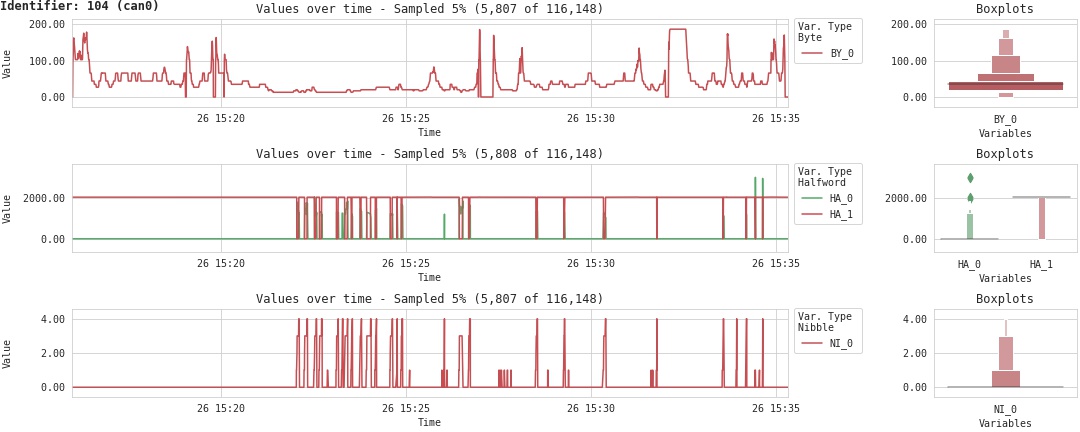 Identifier: 104 (can0)
Values over time - Sampled 5% (5,807 of 116,148)
Boxplots
Value
200.00
100.00
0.00
26 15:20
26 15:25
26 15:30
26 15:35
Time
Var. Type
Byte
BY_0
200.00
100.00
0.00
BY_0
Variables
Values over time - Sampled 5% (5,808 of 116,148)
Boxplots
Value
2000.00
0.00
26 15:20
26 15:25
26 15:30
26 15:35
Time
Var. Type
Halfword
HA_0
HA_1
2000.00
0.00
HA_0
HA_1
Variables
Values over time - Sampled 5% (5,807 of 116,148)
Boxplots
Value
4.00
2.00
0.00
26 15:20
26 15:25
26 15:30
26 15:35
Time
Var. Type
Nibble
NI_0
4.00
2.00
0.00
NI_0
Variables